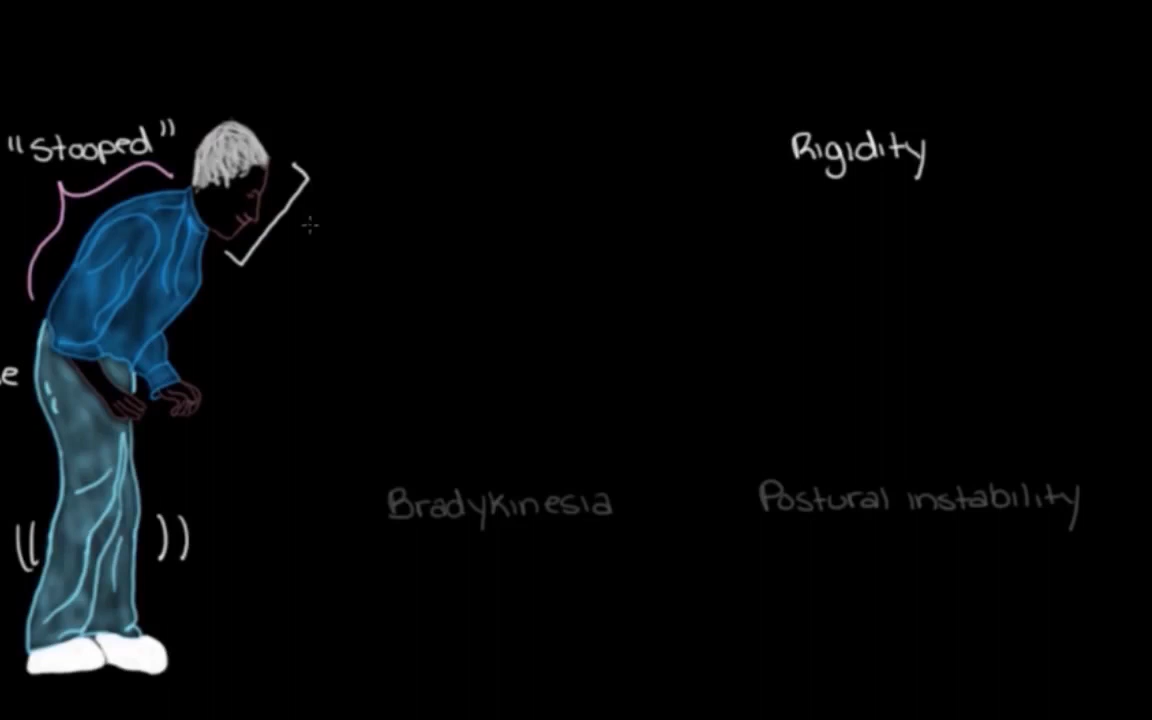 "Stooped"
Rigidity
Bradykinesia
Postural instability